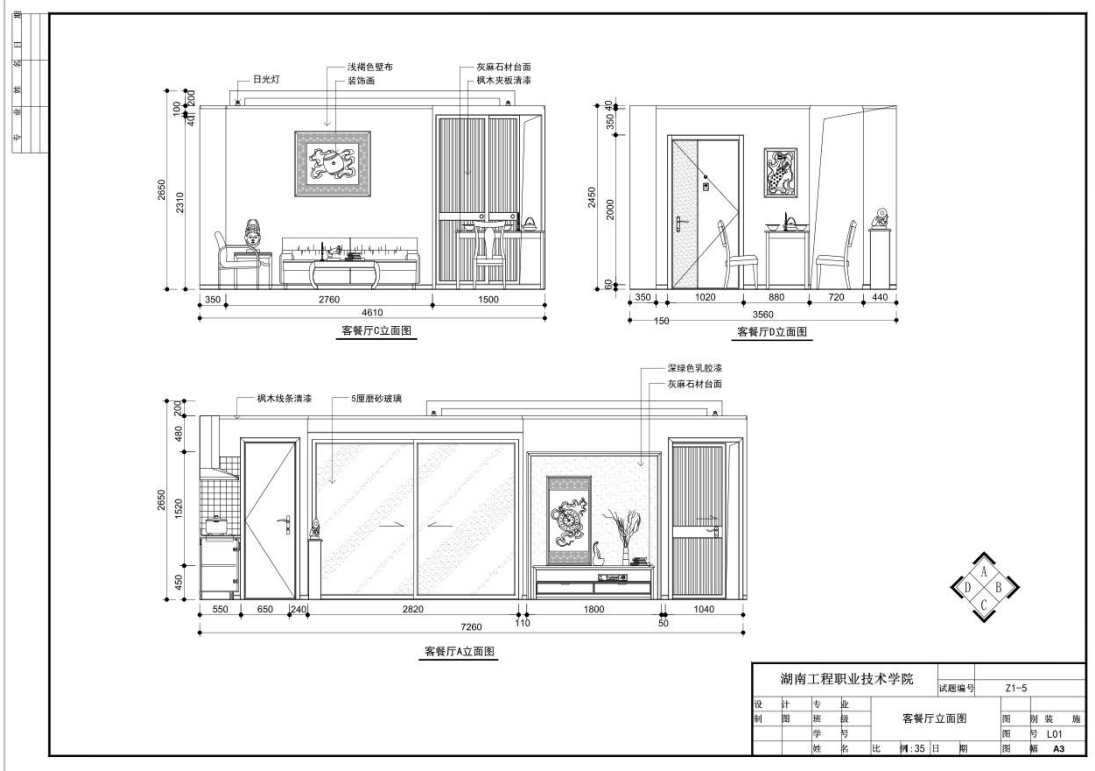 专 业 姓 名 日 期
日光灯
浅褐色壁布
装饰画
灰麻石材台面
枫木夹板清漆
200
100
40
2650
2310
350 2760 1500
4610
客餐厅C立面图
40
350
2450
2000
60
350 150 1020 880 720 440
3560
客餐厅D立面图
枫木线条清漆
5厘磨砂玻璃
深绿色乳胶漆
灰麻石材台面
200
480
2650
1520
450
550 650 240 2820 110 1800 50 1040
7260
客餐厅A立面图
A
D B
C
湖南工程职业技术学院
试题编号 Z1-5
设 计 专 业
制 图 班 级
学 号
姓 名
客餐厅立面图
比 例:35 日 期
图 别 装 施
图 号 L01
图 幅 A3